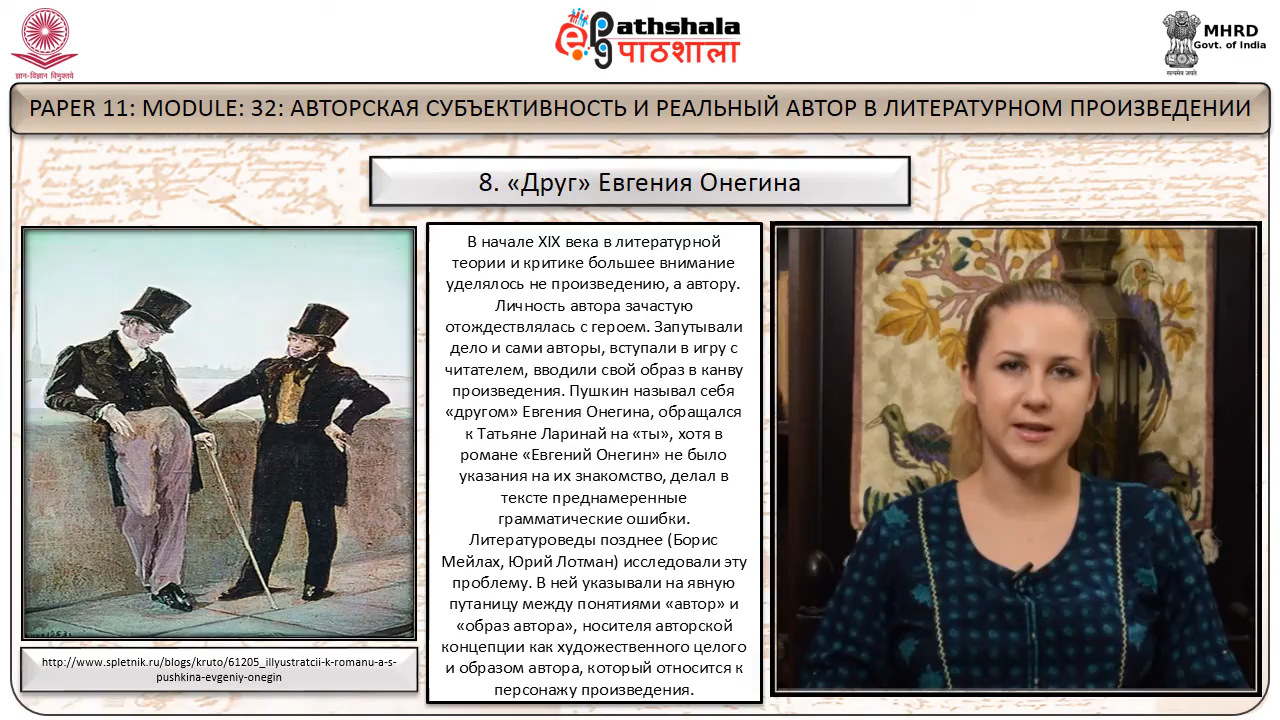 ज्ञान-विज्ञान विमुक्तये
ePathshala
पाठशाला
सत्यमेव जयते
MHRD
Govt. of India
PAPER 11: MODULE: 32: АВТОРСКАЯ СУБЪЕКТИВНОСТЬ И РЕАЛЬНЫЙ АВТОР В ЛИТЕРАТУРНОМ ПРОИЗВЕДЕНИИ
8. «Друг» Евгения Онегина
В начале XIX века в литературной
теории и критике большее внимание
уделялось не произведению, а автору.
Личность автора зачастую
отождествлялась с героем. Запутывали
дело и сами авторы, вступали в игру с
читателем, вводили свой образ в канву
произведения. Пушкин называл себя
«другом» Евгения Онегина, обращался
к Татьяне Ларинай на «ты», хотя в
романе «Евгений Онегин» не было
указания на их знакомство, делал в
тексте преднамеренные
грамматические ошибки.
Литературоведы позднее (Борис
Мейлах, Юрий Лотман) исследовали эту
проблему. В ней указывали на явную
путаницу между понятиями «автор» и
«образ автора», носителя авторской
концепции как художественного целого
и образом автора, который относится к
персонажу произведения.
http://www.spletnik.ru/blogs/kruto/61205_illyustratcii-k-romanu-a-s-
pushkina-evgeniy-onegin